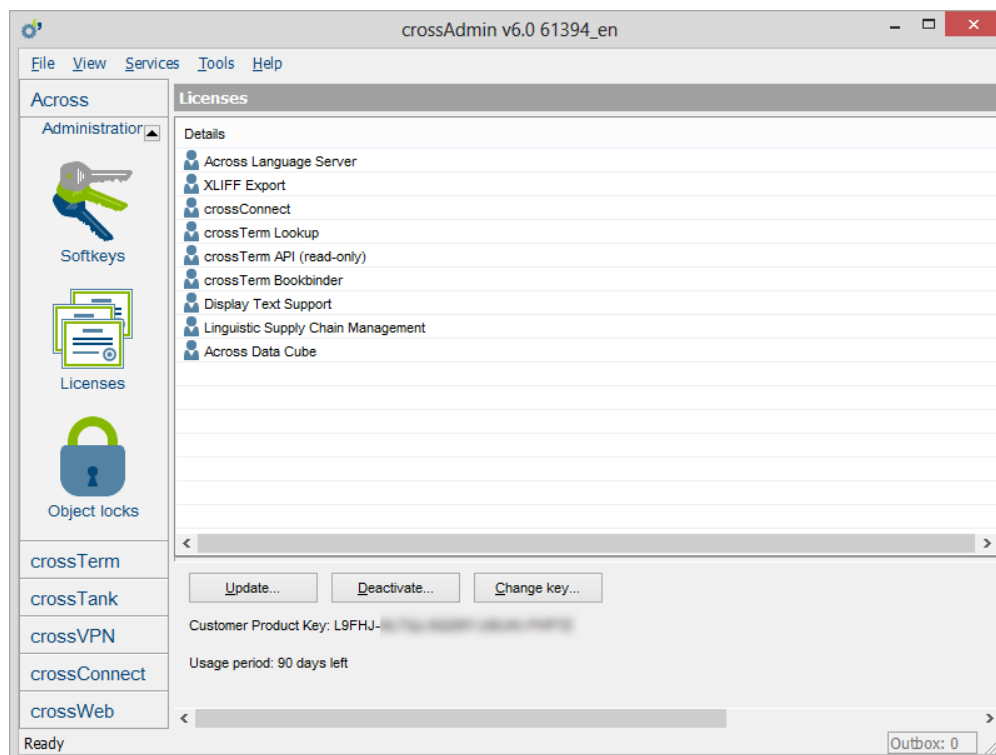 crossAdmin v6.0 61394_en
File View Services Tools Help
Across
Administration
Softkeys
Licenses
Object locks
crossTerm
crossTank
crossVPN
crossConnect
crossWeb
Licenses
Details
Across Language Server
XLIFF Export
crossConnect
crossTerm Lookup
crossTerm API (read-only)
crossTerm Bookbinder
Display Text Support
Linguistic Supply Chain Management
Across Data Cube
Update... Deactivate... Change key...
Customer Product Key: L9FHJ-
Usage period: 90 days left
Ready
Outbox: 0